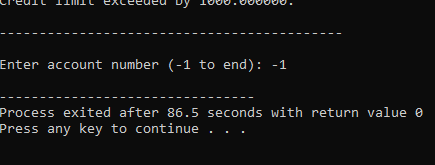 Credit limit exceeded by 1000.000000.
-------------------------------------------
Enter account number (-1 to end): -1
--------------------------------
Process exited after 86.5 seconds with return value 0
Press any key to continue . . .